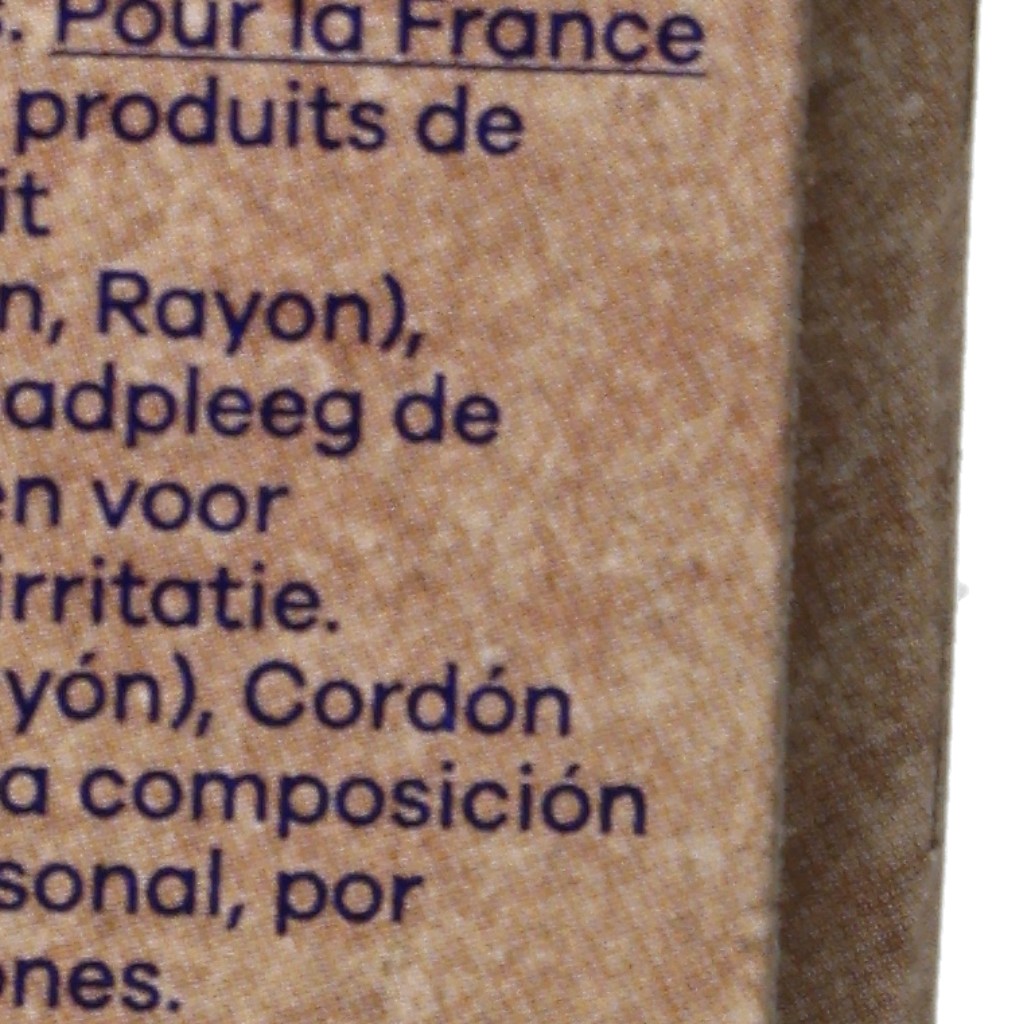 . Pour la France
produits de
it
n, Rayon),
adpleeg de
en voor
irritatie.
yón), Cordón
a composición
sonal, por
ones.